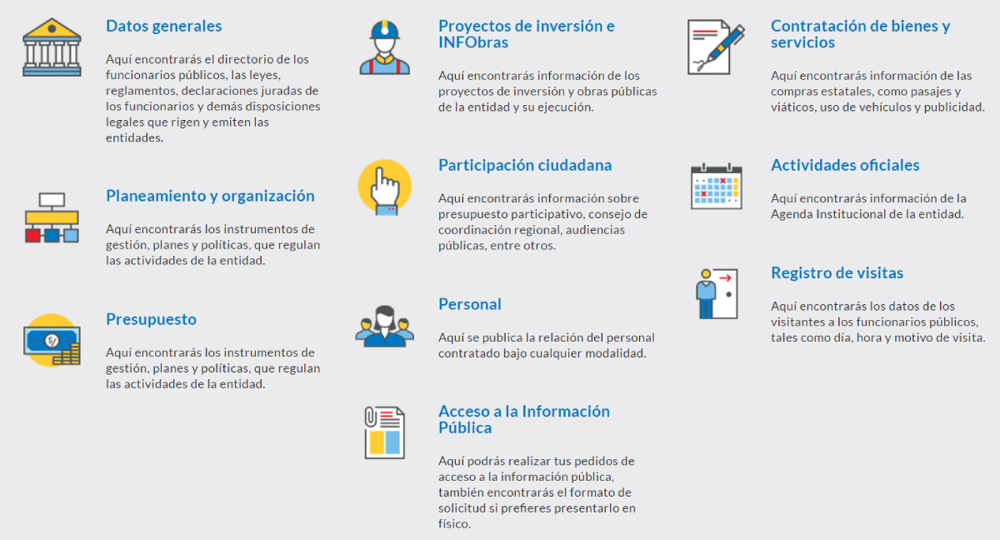 Datos generales
Aquí encontrarás el directorio de los
funcionarios públicos, las leyes,
reglamentos, declaraciones juradas de
los funcionarios y demás disposiciones
legales que rigen y emiten las
entidades.
Planeamiento y organización
Aquí encontrarás los instrumentos de
gestión, planes y políticas, que regulan
las actividades de la entidad.
Presupuesto
Aquí encontrarás los instrumentos de
gestión, planes y políticas, que regulan
las actividades de la entidad.
S/
Proyectos de inversión e
INFObras
Aquí encontrarás información de los
proyectos de inversión y obras públicas
de la entidad y su ejecución.
Participación ciudadana
Aquí encontrarás información sobre
presupuesto participativo, consejo de
coordinación regional, audiencias
públicas, entre otros.
Personal
Aquí se publica la relación del personal
contratado bajo cualquier modalidad.
Acceso a la Información
Pública
Aquí podrás realizar tus pedidos de
acceso a la información pública,
también encontrarás el formato de
solicitud si prefieres presentarlo en
físico.
Contratación de bienes y
servicios
Aquí encontrarás información de las
compras estatales, como pasajes y
viáticos, uso de vehículos y publicidad.
Actividades oficiales
Aquí encontrarás información de la
Agenda Institucional de la entidad.
Registro de visitas
Aquí encontrarás los datos de los
visitantes a los funcionarios públicos,
tales como día, hora y motivo de visita.